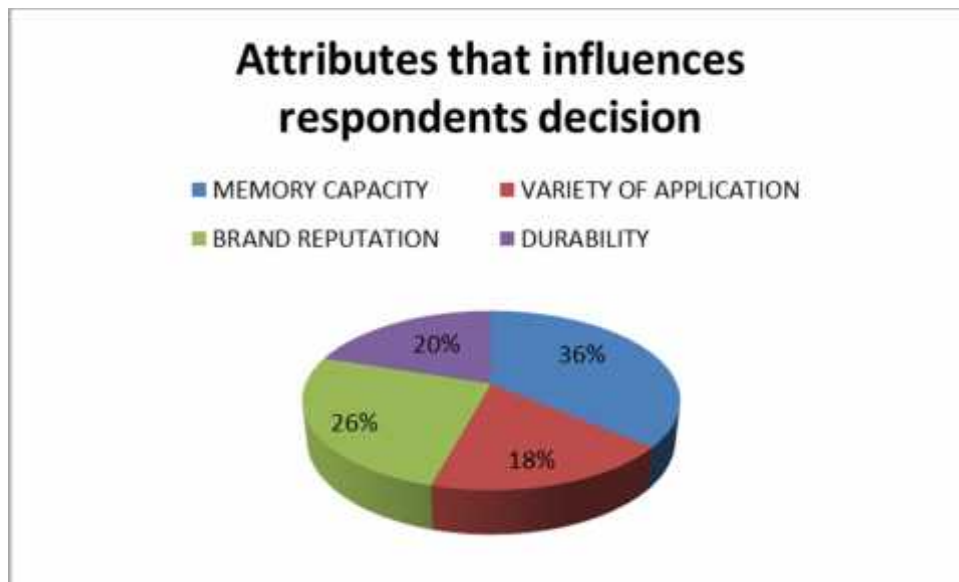 Attributes that influences
respondents decision
MEMORY CAPACITY VARIETY OF APPLICATION
BRAND REPUTATION DURABILITY
20% 36%
26%
18%